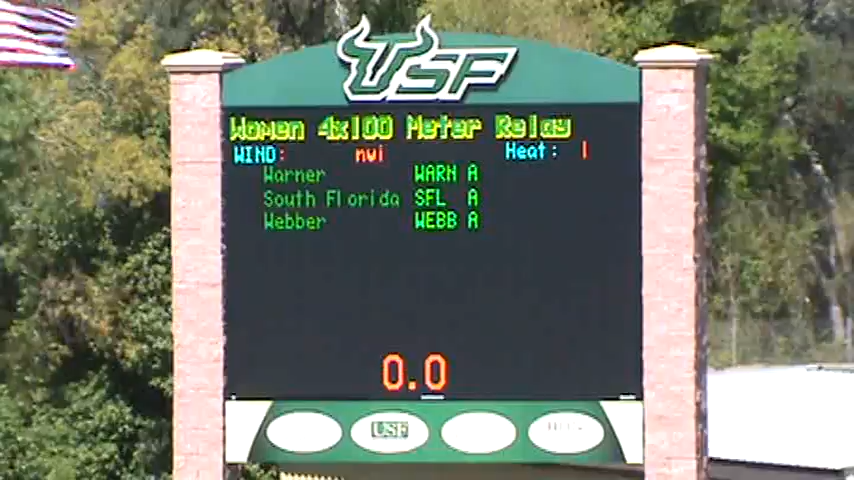 USF
Women 4x100 Meter Relay
WIND: nwi Heat: 1
Warner WARN A
South Florida SFL A
Webber WEBB A
0.0
USF